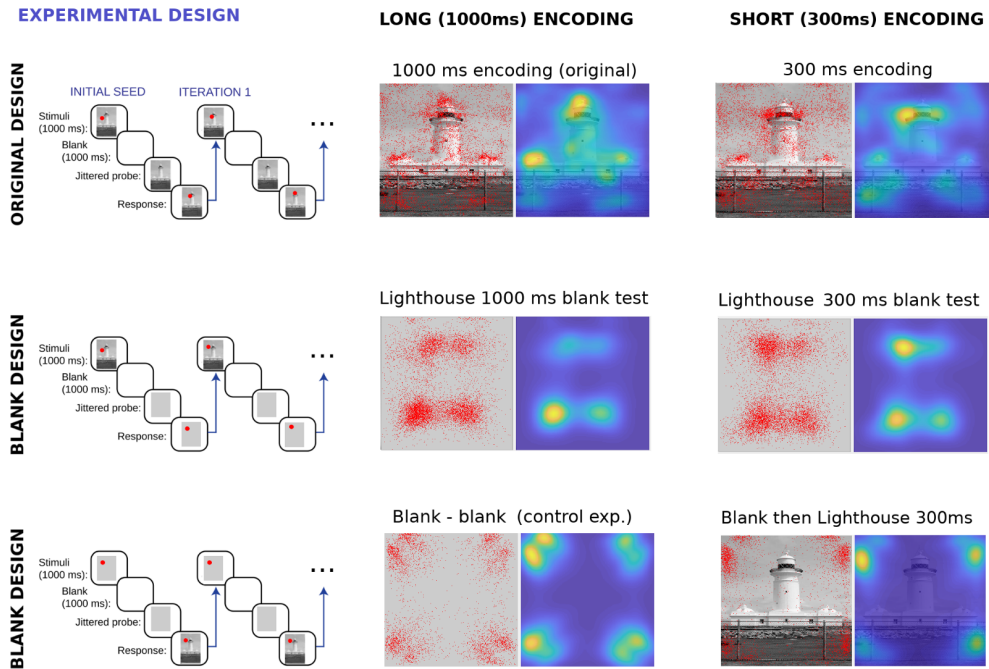 EXPERIMENTAL DESIGN
LONG (1000ms) ENCODING
SHORT (300ms) ENCODING
ORIGINAL DESIGN
INITIAL SEED
ITERATION 1
Stimuli
(1000 ms):
Blank
(1000 ms):
Jittered probe:
Response:
...
1000 ms encoding (original)
300 ms encoding
BLANK DESIGN
Stimuli
(1000 ms):
Blank
(1000 ms):
Jittered probe:
Response:
...
Lighthouse 1000 ms blank test
Lighthouse 300 ms blank test
BLANK DESIGN
Stimuli
(1000 ms):
Blank
(1000 ms):
Jittered probe:
Response:
...
Blank - blank (control exp.)
Blank then Lighthouse 300ms